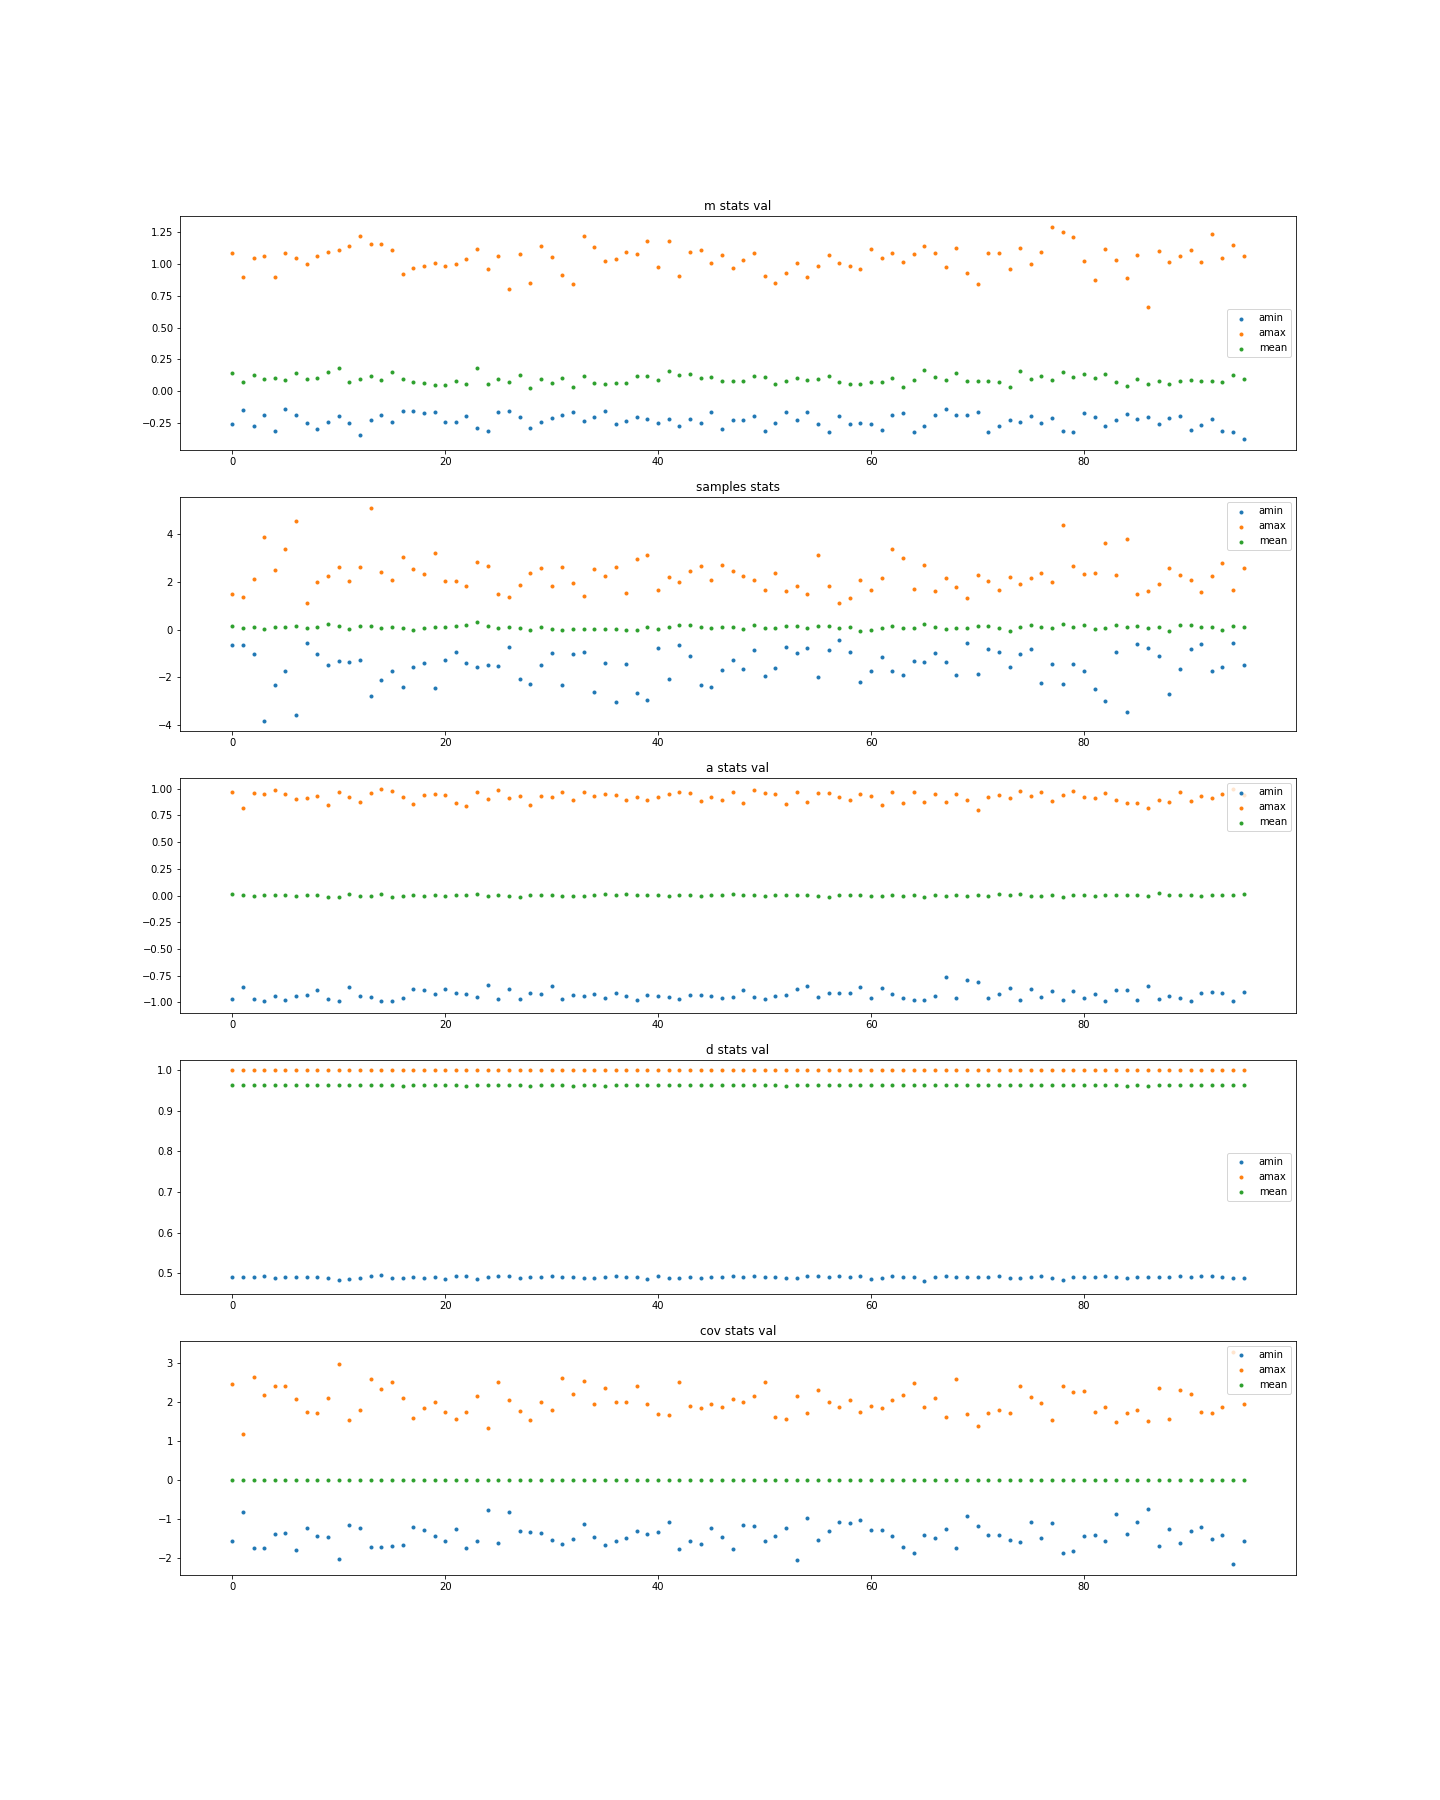 m stats val
1.25
1.00
0.75
0.50
0.25
0.00
−0.25
amin
amax
mean
0 20 40 60 80
samples stats
4
2
0
−2
−4
amin
amax
mean
0 20 40 60 80
a stats val
1.00
0.75
0.50
0.25
0.00
−0.25
−0.50
−0.75
−1.00
amin
amax
mean
0 20 40 60 80
d stats val
1.0
0.9
0.8
0.7
0.6
0.5
amin
amax
mean
0 20 40 60 80
cov stats val
3
2
1
0
−1
−2
amin
amax
mean
0 20 40 60 80